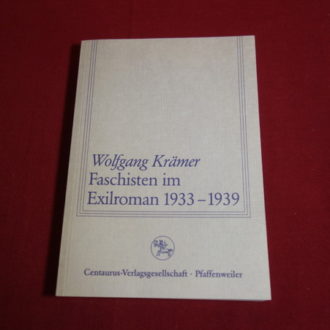 Wolfgang Krämer
Faschisten im
Exilroman 1933–1939
Centaurus-Verlagsgesellschaft · Pfaffenweiler